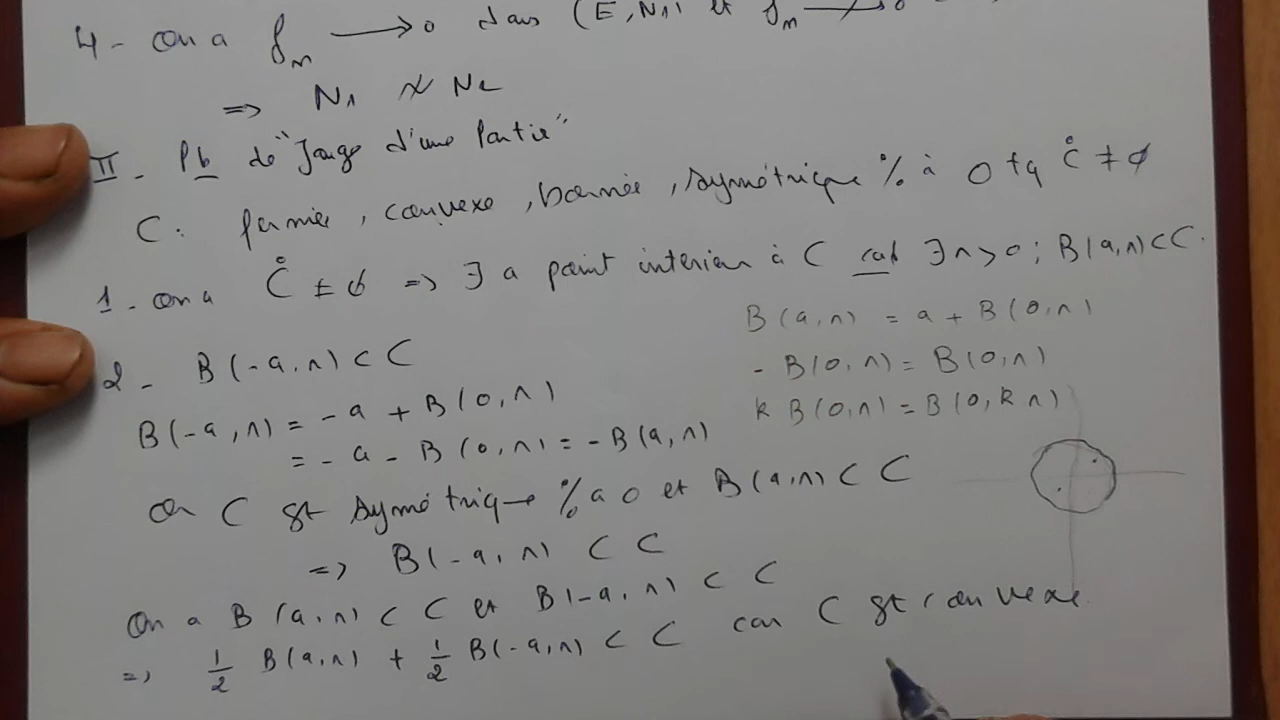 4 - on a fn → 0 dans (E, N1) et fn ↛ 0
=> N1 ≁ N2
II - Pb de "Jauge d'une Partie"
C: fermée, convexe, bornée, symétrique % à 0 tq C̊ ≠ ∅
1 - on a C̊ ≠ ∅ => ∃ a point intérieur à C cad ∃ r > 0; B(a,r) ⊂ C.
B(a,r) = a + B(0,r)
- B(0,r) = B(0,r)
k B(0,r) = B(0,kr)
2 - B(-a,r) ⊂ C
B(-a,r) = -a + B(0,r)
= -a - B(0,r) = -B(a,r)
or C st symétrique % a 0 et B(a,r) ⊂ C
=> B(-a,r) ⊂ C
On a B(a,r) ⊂ C et B(-a,r) ⊂ C
=> 1/2 B(a,r) + 1/2 B(-a,r) ⊂ C car C st convexe.